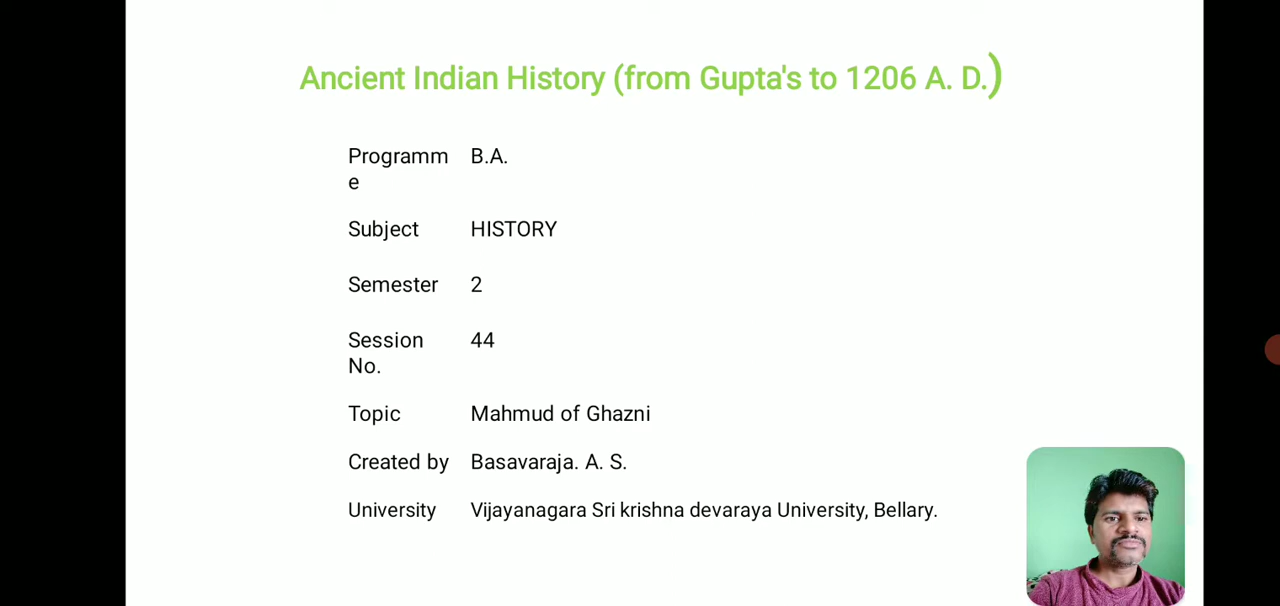 Ancient Indian History (from Gupta's to 1206 A. D.)
Programm B.A.
e
Subject HISTORY
Semester 2
Session 44
No.
Topic Mahmud of Ghazni
Created by Basavaraja. A. S.
University Vijayanagara Sri krishna devaraya University, Bellary.